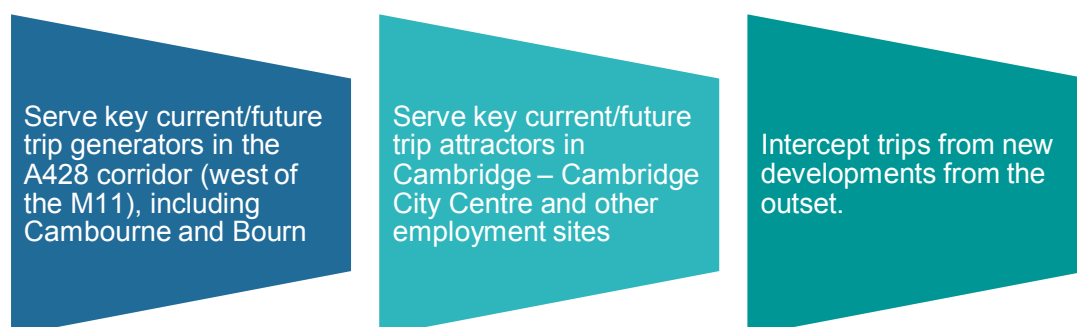 Serve key current/future
trip generators in the
A428 corridor (west of
the M11), including
Cambourne and Bourn
Serve key current/future
trip attractors in
Cambridge – Cambridge
City Centre and other
employment sites
Intercept trips from new
developments from the
outset.